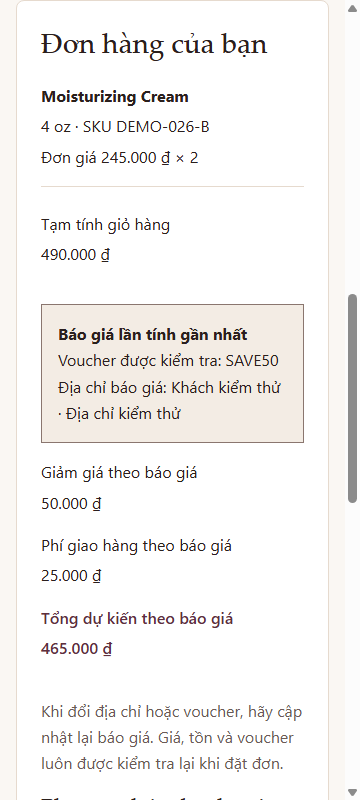 Đơn hàng của bạn
Moisturizing Cream
4 oz · SKU DEMO-026-B
Đơn giá 245.000 ₫ × 2
Tạm tính giỏ hàng
490.000 ₫
Báo giá lần tính gần nhất
Voucher được kiểm tra: SAVE50
Địa chỉ báo giá: Khách kiểm thử
· Địa chỉ kiểm thử
Giảm giá theo báo giá
50.000 ₫
Phí giao hàng theo báo giá
25.000 ₫
Tổng dự kiến theo báo giá
465.000 ₫
Khi đổi địa chỉ hoặc voucher, hãy cập
nhật lại báo giá. Giá, tồn và voucher
luôn được kiểm tra lại khi đặt đơn.